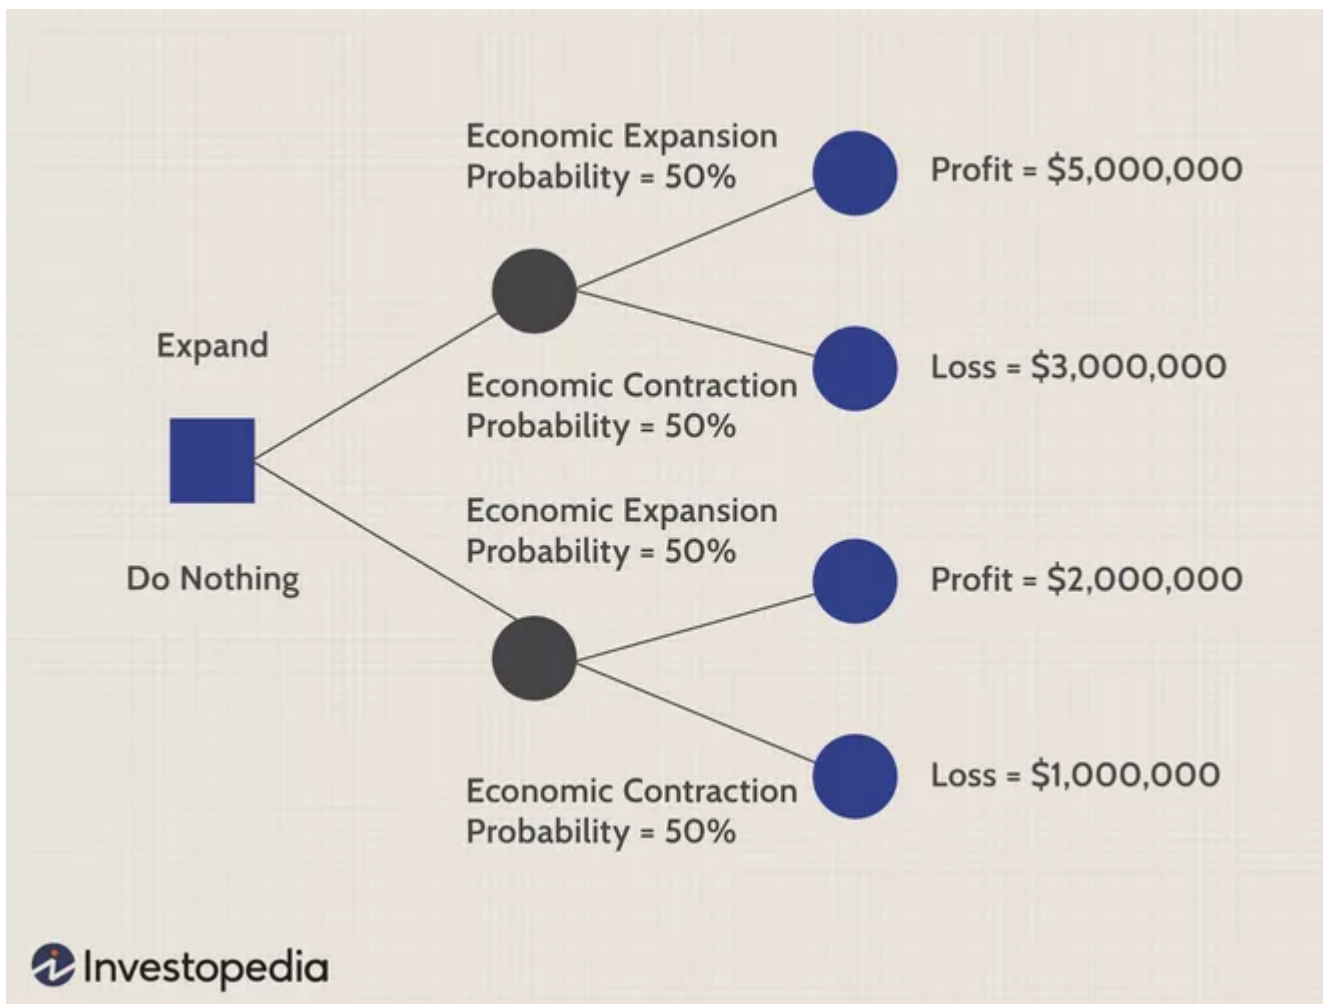 Economic Expansion
Probability = 50%
Profit = $5,000,000
Expand
Economic Contraction
Probability = 50%
Loss = $3,000,000
Do Nothing
Economic Expansion
Probability = 50%
Profit = $2,000,000
Economic Contraction
Probability = 50%
Loss = $1,000,000
Investopedia